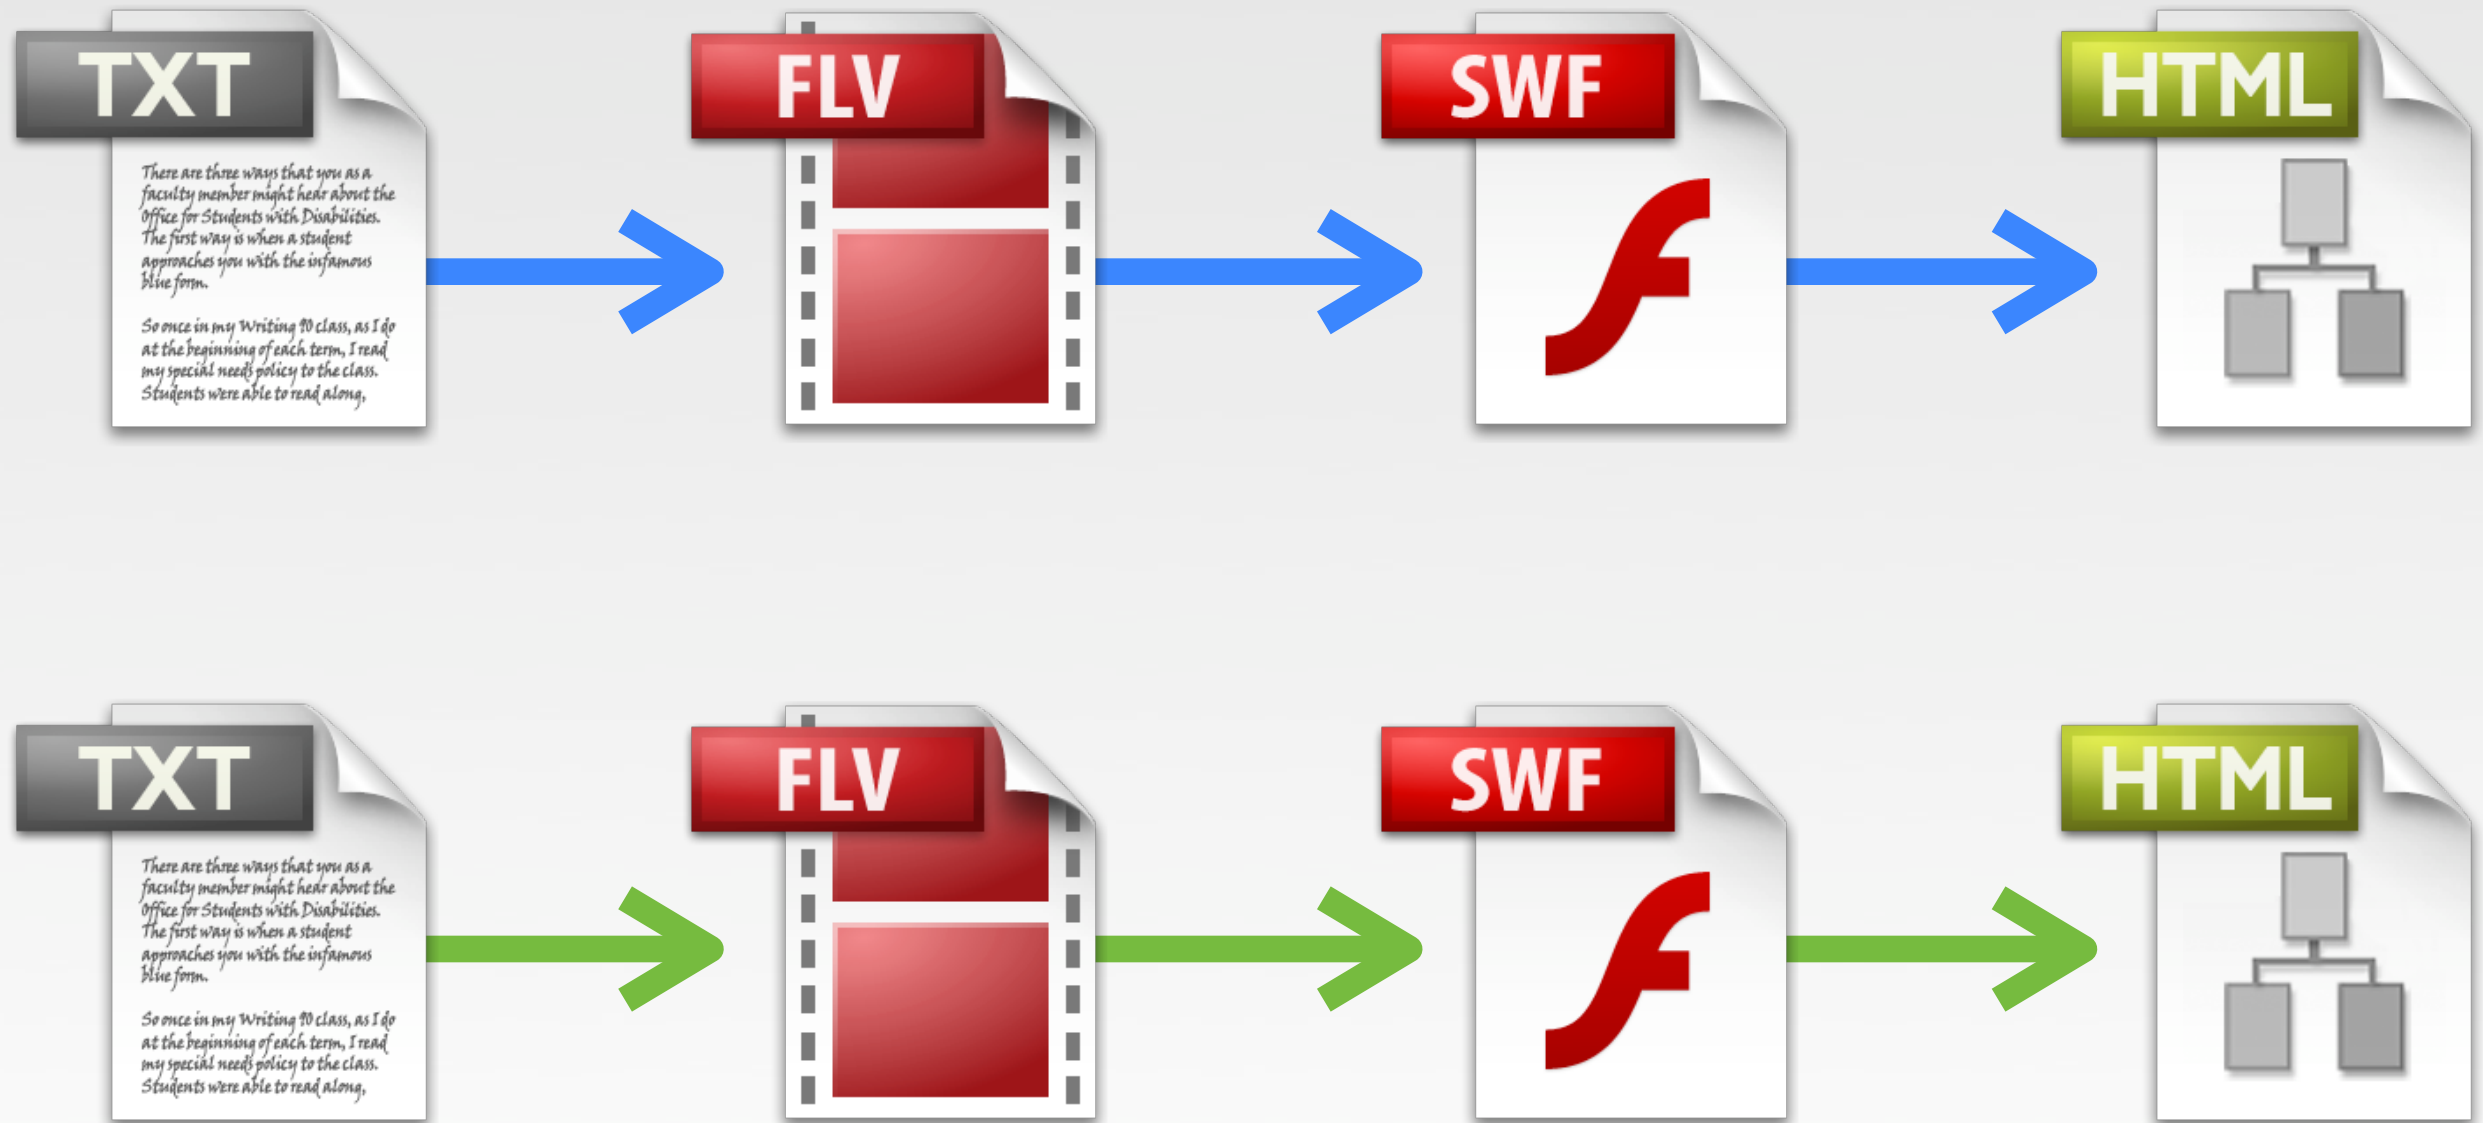 TXT
FLV
SWF
HTML
There are three ways that you as a
faculty member might hear about the
Office for Students with Disabilities.
The first way is when a student
approaches you with the infamous
blue form.
So once in my Writing 90 class, as I do
at the beginning of each term, I read
my special needs policy to the class.
Students were able to read along,
TXT
FLV
SWF
HTML
There are three ways that you as a
faculty member might hear about the
Office for Students with Disabilities.
The first way is when a student
approaches you with the infamous
blue form.
So once in my Writing 90 class, as I do
at the beginning of each term, I read
my special needs policy to the class.
Students were able to read along,